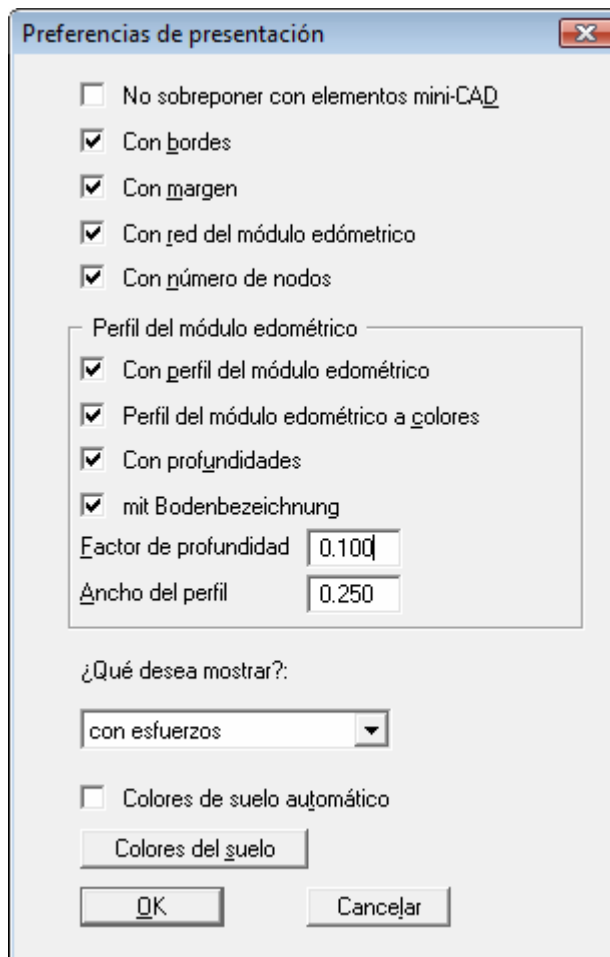 Preferencias de presentación
No sobreponer con elementos mini-CAD
Con bordes
Con margen
Con red del módulo edómetrico
Con número de nodos
Perfil del módulo edométrico
Con perfil del módulo edométrico
Perfil del módulo edométrico a colores
Con profundidades
mit Bodenbezeichnung
Factor de profundidad 0.100
Ancho del perfil 0.250
¿Qué desea mostrar?:
con esfuerzos
Colores de suelo automático
Colores del suelo
OK Cancelar